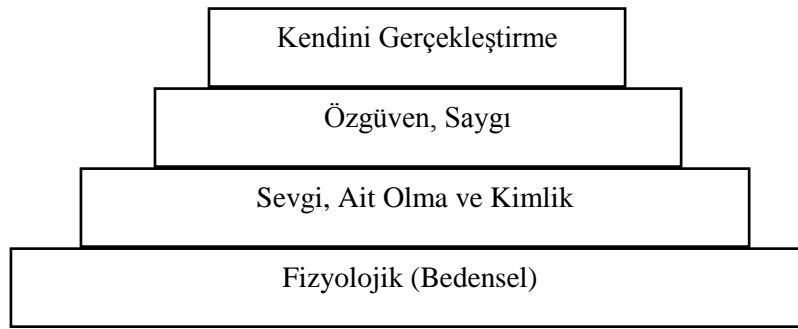 Kendini Gerçekleştirme
Özgüven, Saygı
Sevgi, Ait Olma ve Kimlik
Fizyolojik (Bedensel)